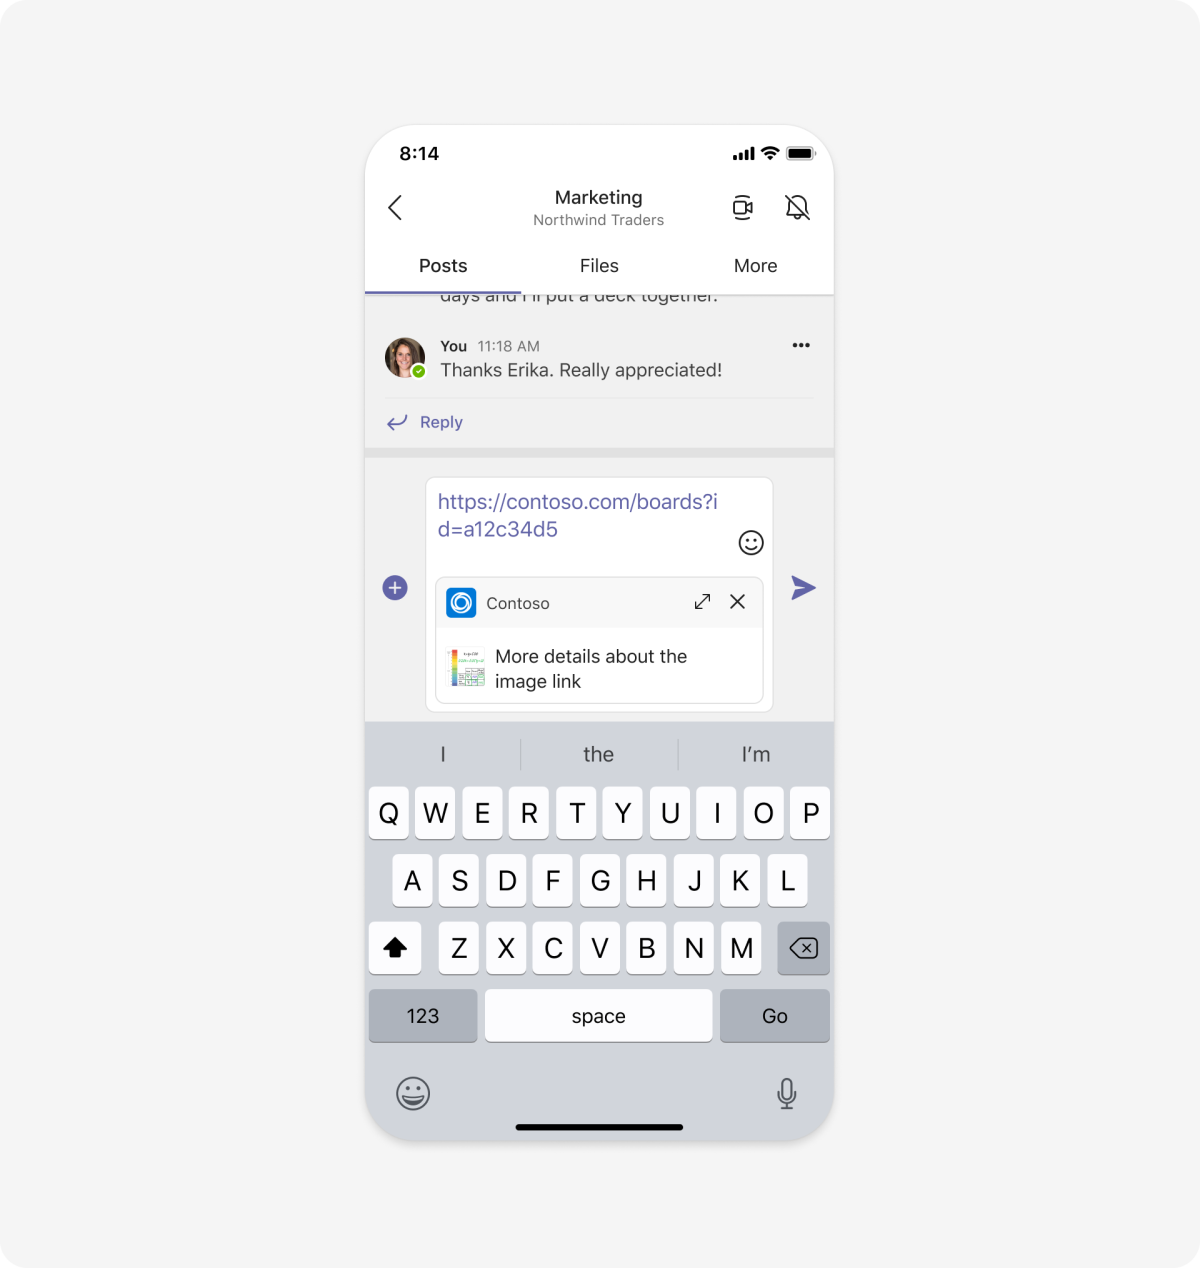 8:14
Marketing
Northwind Traders
Posts
Files
More
days and I'll put a deck together.
You 11:18 AM
Thanks Erika. Really appreciated!
Reply
https://contoso.com/boards?i
d=a12c34d5
Contoso
More details about the
image link
I
the
I’m
Q W E R T Y U I O P
A S D F G H J K L
Z X C V B N M
123
space
Go